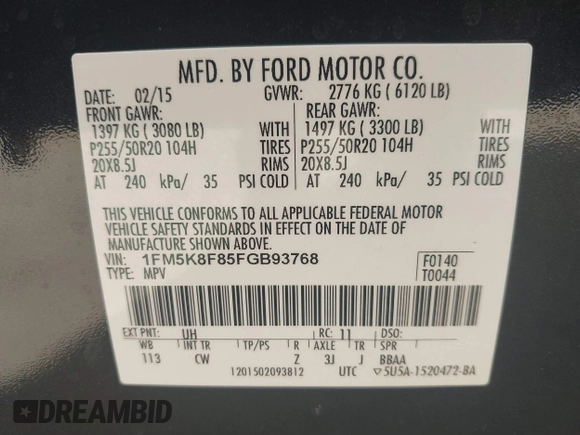 MFD. BY FORD MOTOR CO.
DATE: 02/15 GVWR: 2776 KG ( 6120 LB)
FRONT GAWR: REAR GAWR:
1397 KG ( 3080 LB) WITH 1497 KG ( 3300 LB) WITH
P255/50R20 104H TIRES P255/50R20 104H TIRES
20X8.5J RIMS 20X8.5J RIMS
AT 240 kPa/ 35 PSI COLD AT 240 kPa/ 35 PSI COLD
THIS VEHICLE CONFORMS TO ALL APPLICABLE FEDERAL MOTOR
VEHICLE SAFETY STANDARDS IN EFFECT ON THE DATE OF
MANUFACTURE SHOWN ABOVE.
VIN: 1FM5K8F85FGB93768 F0140
TYPE: MPV T0044
EXT PNT: UH RC: 11 DSO:
WB INT TR TP/PS R AXLE TR SPR
113 CW Z 3J J BBAA
1201502093812 UTC ▽5U5A-1520472-BA
DREAMBID